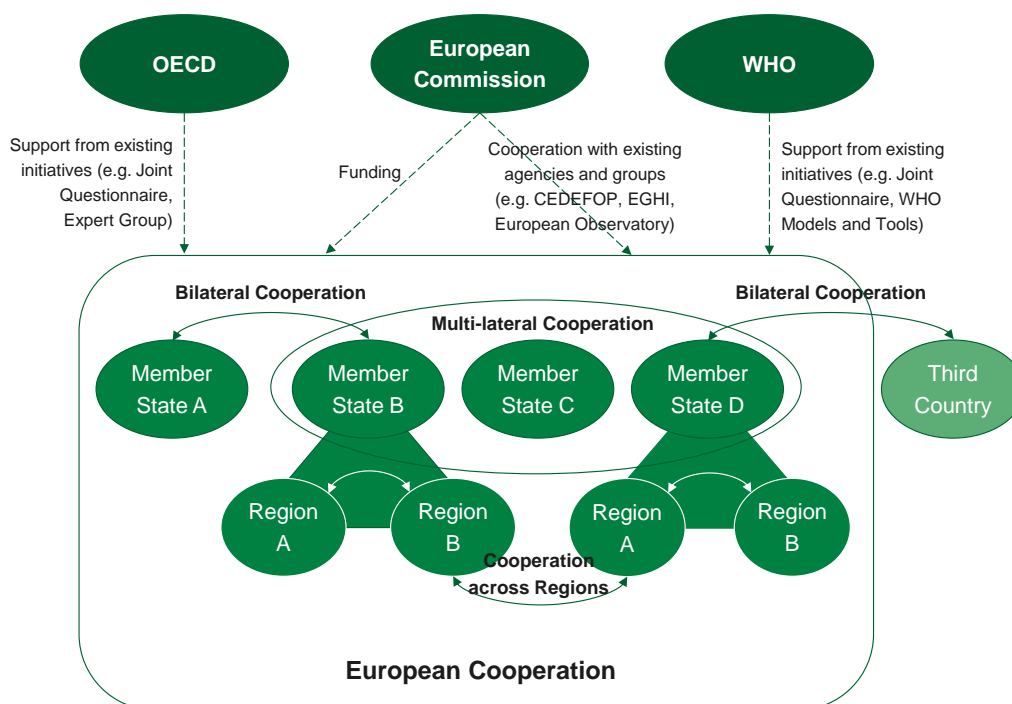 OECD
European
Commission
WHO
Support from existing
initiatives (e.g. Joint
Questionnaire,
Expert Group)
Funding
Cooperation with existing
agencies and groups
(e.g. CEDEFOP, EGHI,
European Observatory)
Support from existing
initiatives (e.g. Joint
Questionnaire, WHO
Models and Tools)
Bilateral Cooperation
Bilateral Cooperation
Multi-lateral Cooperation
Member
State A
Member
State B
Member
State C
Member
State D
Third
Country
Region
A
Region
B
Region
A
Region
B
Cooperation
across Regions
European Cooperation